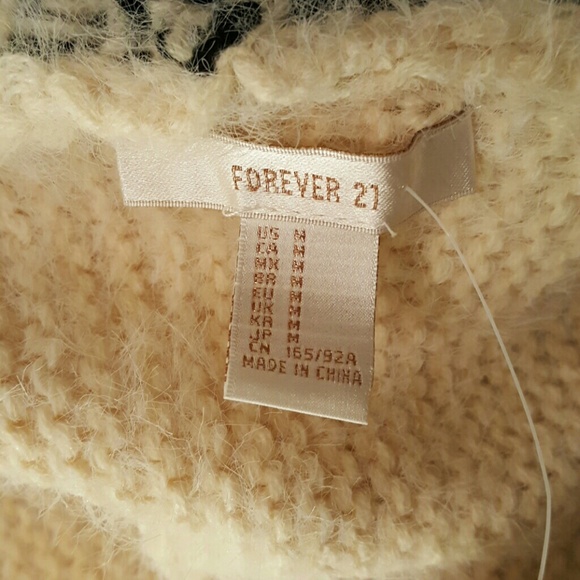 FOREVER 21
US M
CA M
MX M
BR M
EU M
UK M
KR M
JP M
CN 165/92A
MADE IN CHINA